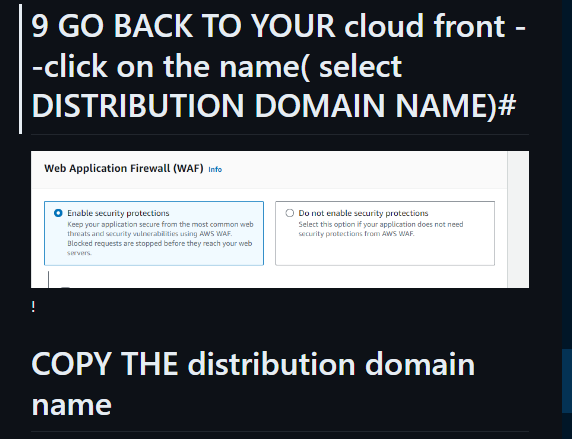 9 GO BACK TO YOUR cloud front -
-click on the name( select
DISTRIBUTION DOMAIN NAME)#
Web Application Firewall (WAF) Info
Enable security protections
Keep your application secure from the most common web
threats and security vulnerabilities using AWS WAF.
Blocked requests are stopped before they reach your web
servers.
Do not enable security protections
Select this option if your application does not need
security protections from AWS WAF.
!
COPY THE distribution domain
name